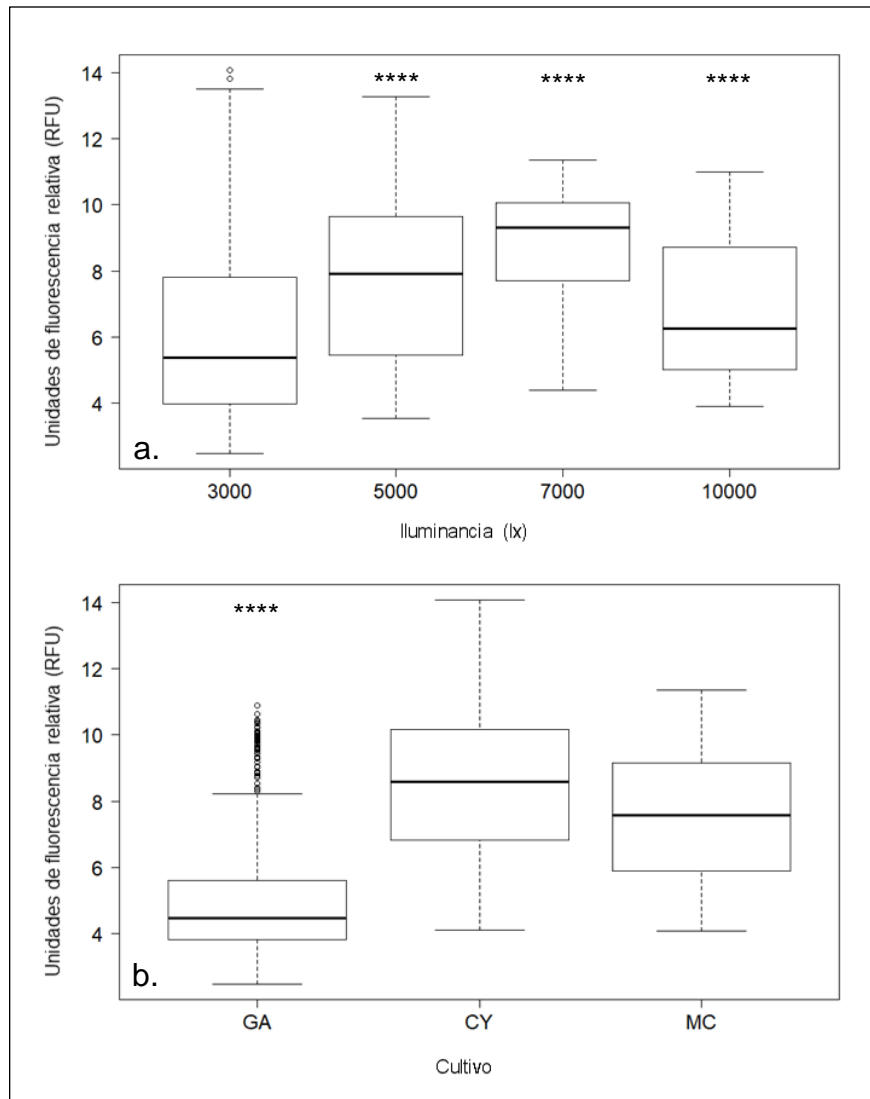 Unidades de fluorescencia relativa (RFU)
14
12
10
8
6
4
**** **** ****
a.
3000 5000 7000 10000
Iluminancia (lx)
Unidades de fluorescencia relativa (RFU)
14
12
10
8
6
4
****
b.
GA CY MC
Cultivo